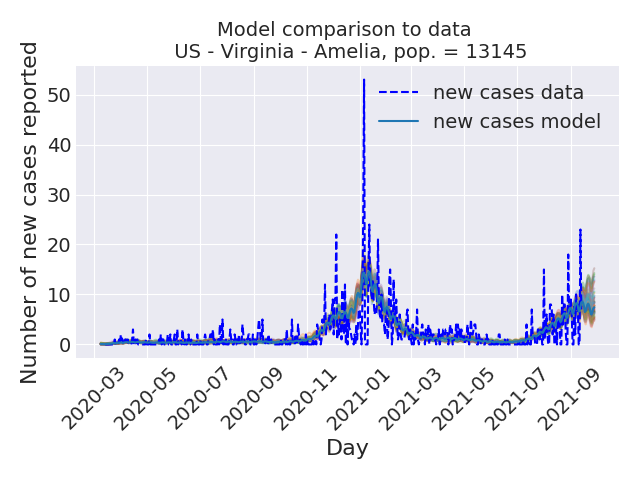 Model comparison to data
US - Virginia - Amelia, pop. = 13145
Number of new cases reported
50
40
30
20
10
0
new cases data
new cases model
2020-03
2020-05
2020-07
2020-09
2020-11
2021-01
2021-03
2021-05
2021-07
2021-09
Day